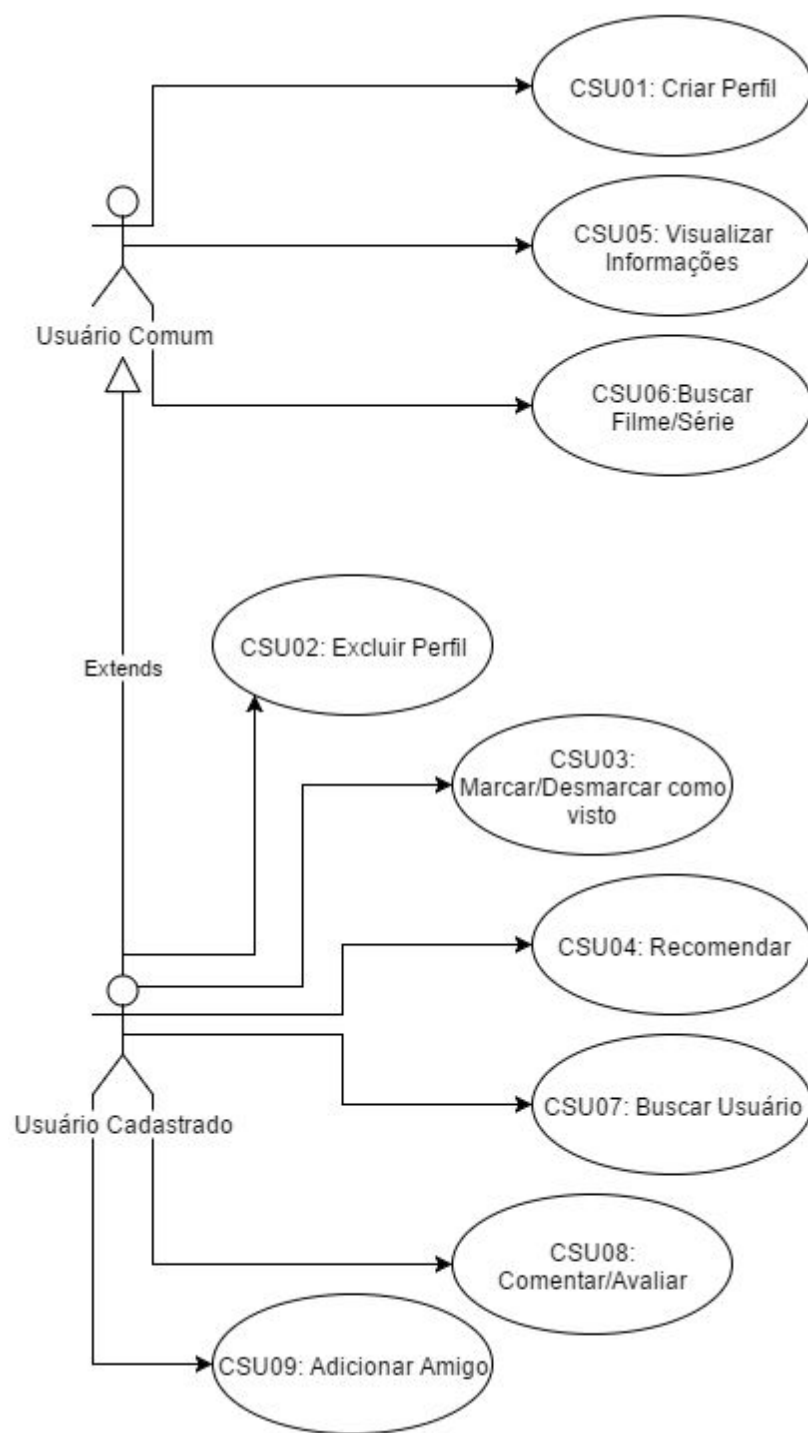 CSU01: Criar Perfil
CSU05: Visualizar
Informações
Usuário Comum
CSU06:Buscar
Filme/Série
CSU02: Excluir Perfil
Extends
CSU03:
Marcar/Desmarcar como
visto
CSU04: Recomendar
CSU07: Buscar Usuário
Usuário Cadastrado
CSU08:
Comentar/Avaliar
CSU09: Adicionar Amigo